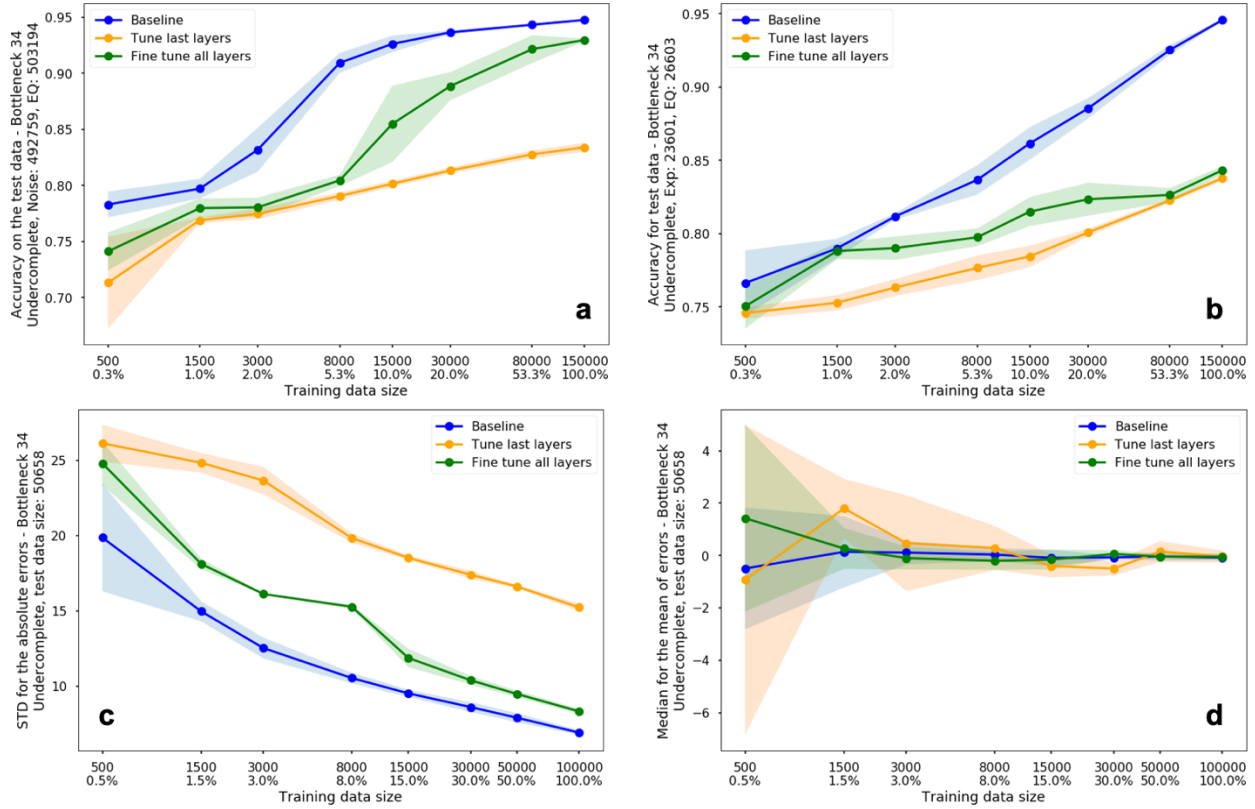 Accuracy on the test data - Bottleneck 34
Undercomplete, Noise: 492759, EQ: 503194
0.95
0.90
0.85
0.80
0.75
0.70
Baseline
Tune last layers
Fine tune all layers
a
500 1500 3000 8000 15000 30000 80000 150000
0.3% 1.0% 2.0% 5.3% 10.0% 20.0% 53.3% 100.0%
Training data size
Accuracy for test data - Bottleneck 34
Undercomplete, Exp: 23601, EQ: 26603
0.95
0.90
0.85
0.80
0.75
Baseline
Tune last layers
Fine tune all layers
b
500 1500 3000 8000 15000 30000 80000 150000
0.3% 1.0% 2.0% 5.3% 10.0% 20.0% 53.3% 100.0%
Training data size
STD for the absolute errors - Bottleneck 34
Undercomplete, test data size: 50658
25
20
15
10
Baseline
Tune last layers
Fine tune all layers
c
500 1500 3000 8000 15000 30000 50000 100000
0.5% 1.5% 3.0% 8.0% 15.0% 30.0% 50.0% 100.0%
Training data size
Median for the mean of errors - Bottleneck 34
Undercomplete, test data size: 50658
4
2
0
−2
−4
−6
Baseline
Tune last layers
Fine tune all layers
d
500 1500 3000 8000 15000 30000 50000 100000
0.5% 1.5% 3.0% 8.0% 15.0% 30.0% 50.0% 100.0%
Training data size